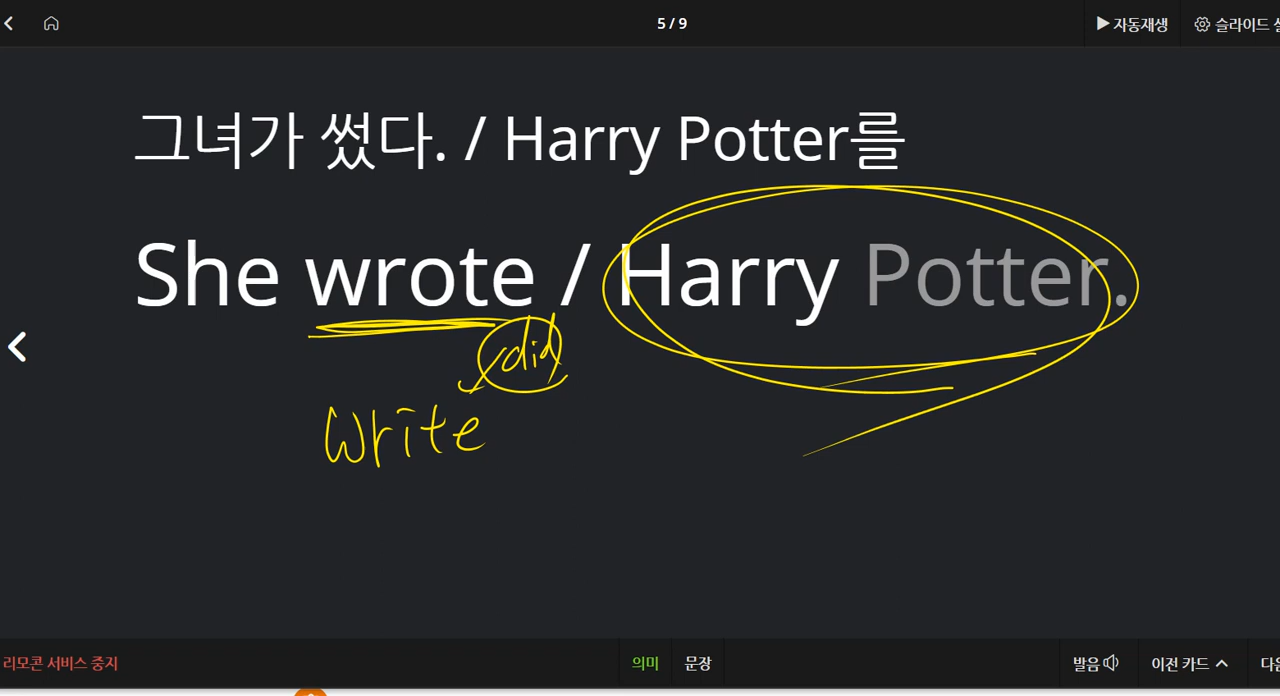 5 / 9
자동재생
슬라이드
그녀가 썼다. / Harry Potter를
She wrote / Harry Potter.
did
Write
리모콘 서비스 중지
의미
문장
발음
이전 카드